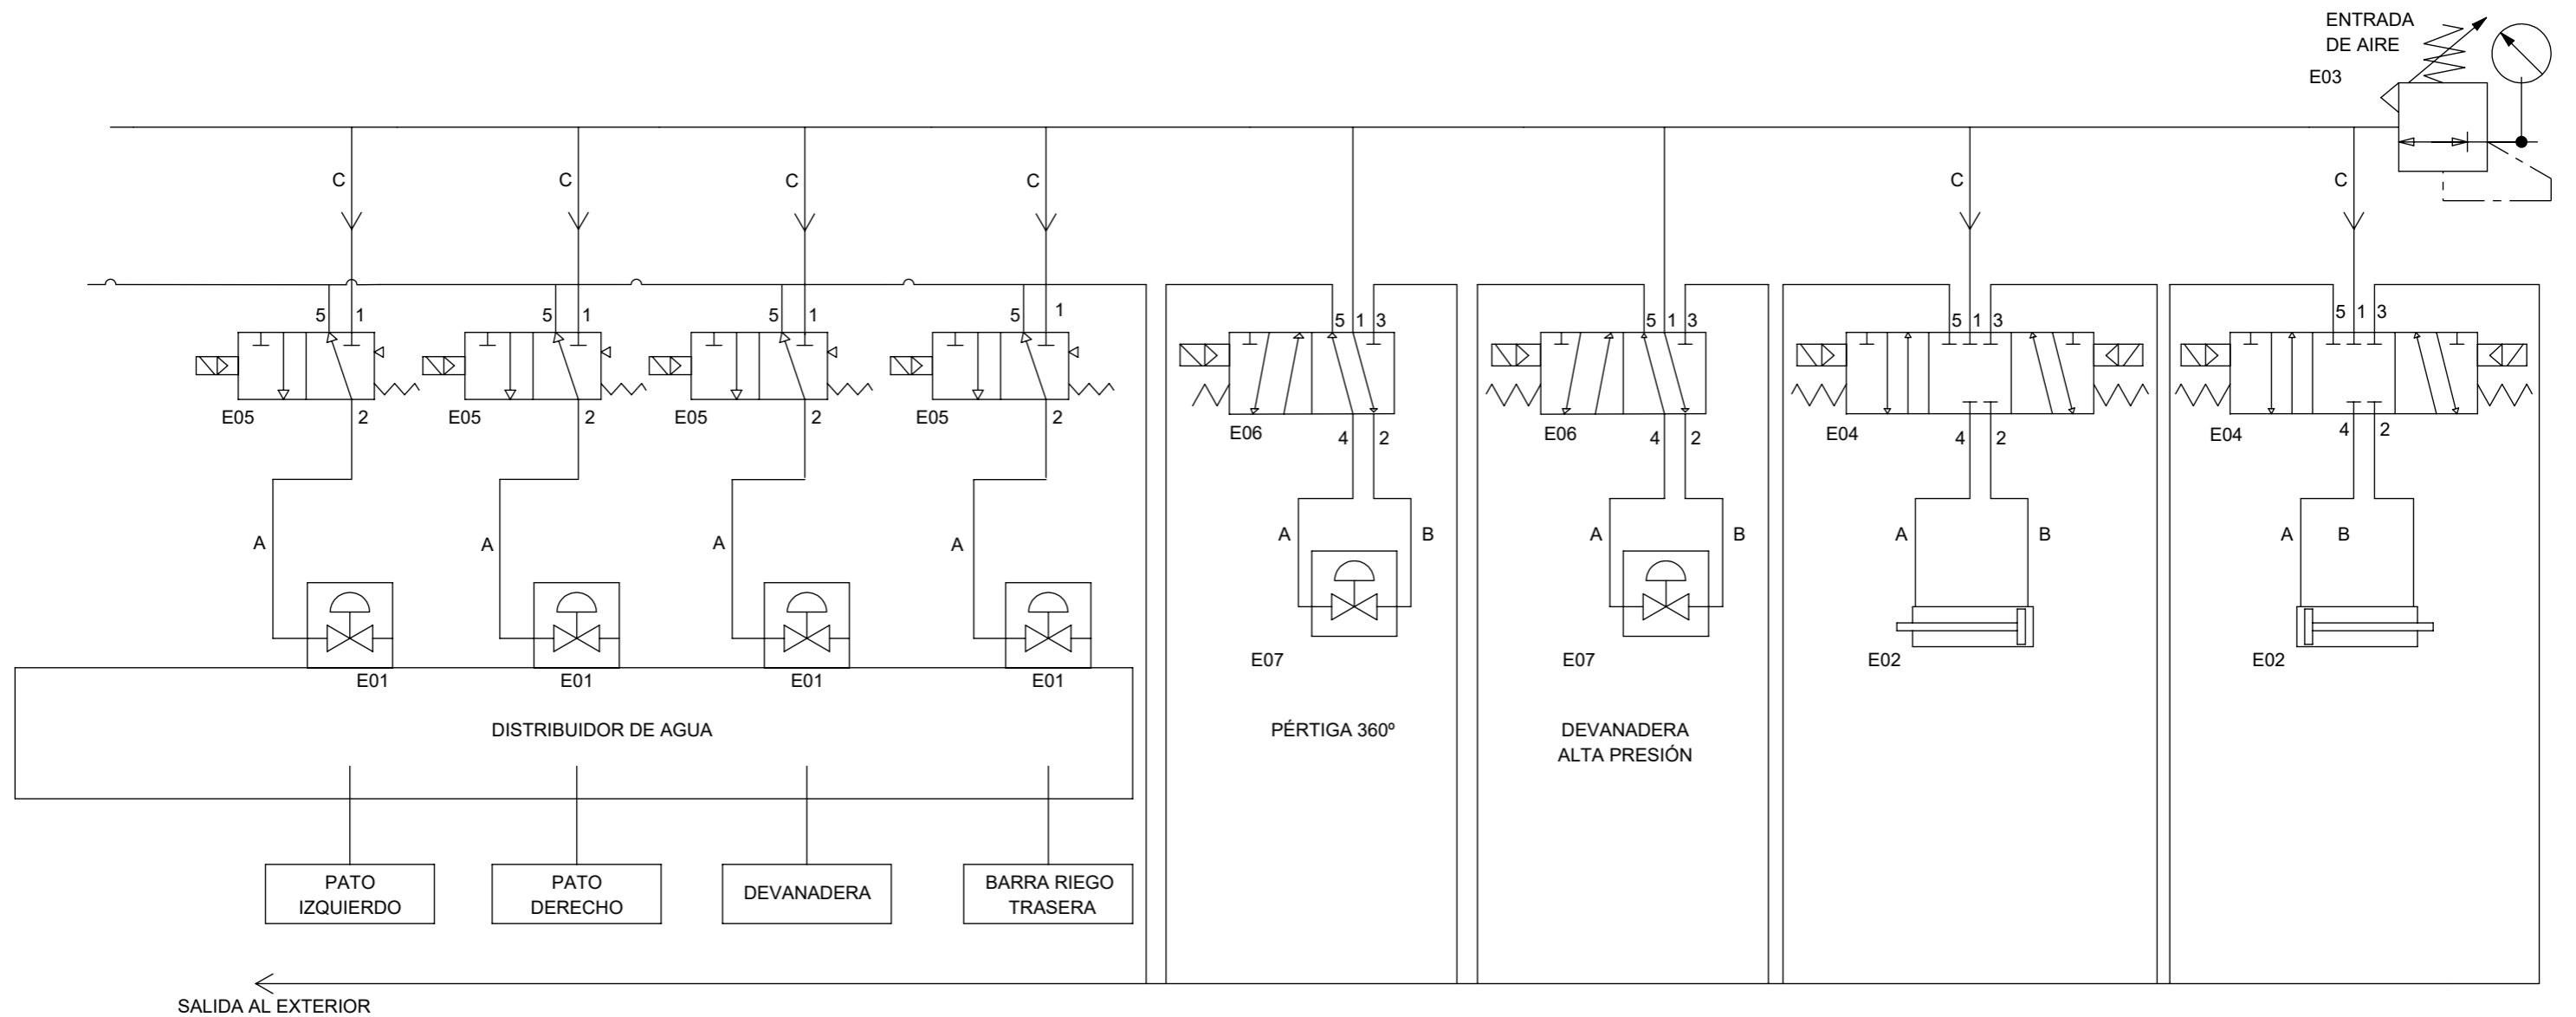 ENTRADA
DE AIRE
E03
C
C
C
C
C
C
5
1
5
1
5
1
5
1
5
1
3
5
1
3
5
1
3
5
1
3
E05
2
E05
2
E05
2
E05
2
E06
4
2
E06
4
2
E04
4
2
E04
4
2
A
A
A
A
A
B
A
B
A
B
A
B
E01
E01
E01
E01
E07
E07
E02
E02
DISTRIBUIDOR DE AGUA
PÉRTIGA 360º
DEVANADERA
ALTA PRESIÓN
PATO
IZQUIERDO
PATO
DERECHO
DEVANADERA
BARRA RIEGO
TRASERA
SALIDA AL EXTERIOR